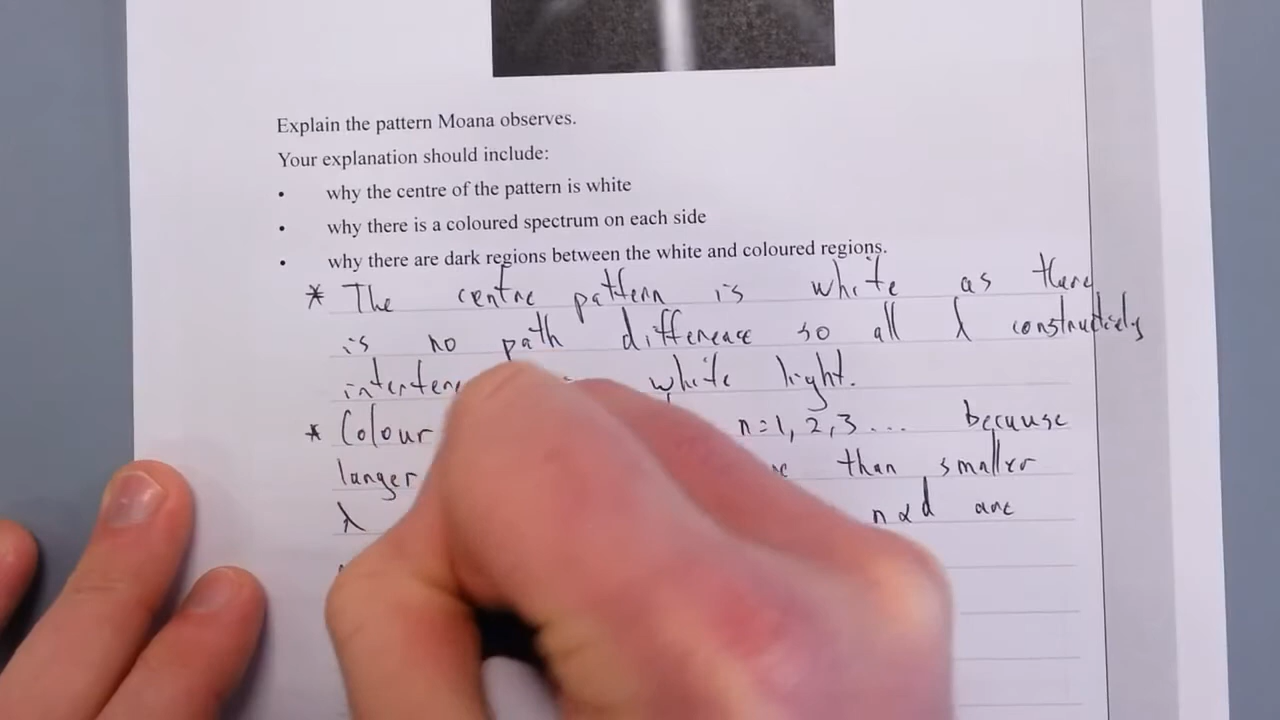 Explain the pattern Moana observes.
Your explanation should include:
• why the centre of the pattern is white
• why there is a coloured spectrum on each side
• why there are dark regions between the white and coloured regions.
* The centre pattern is white as there
is no path difference so all λ constructively
interfere white light.
* Colour n=1, 2, 3 ... because
larger than smaller
λ n & d are